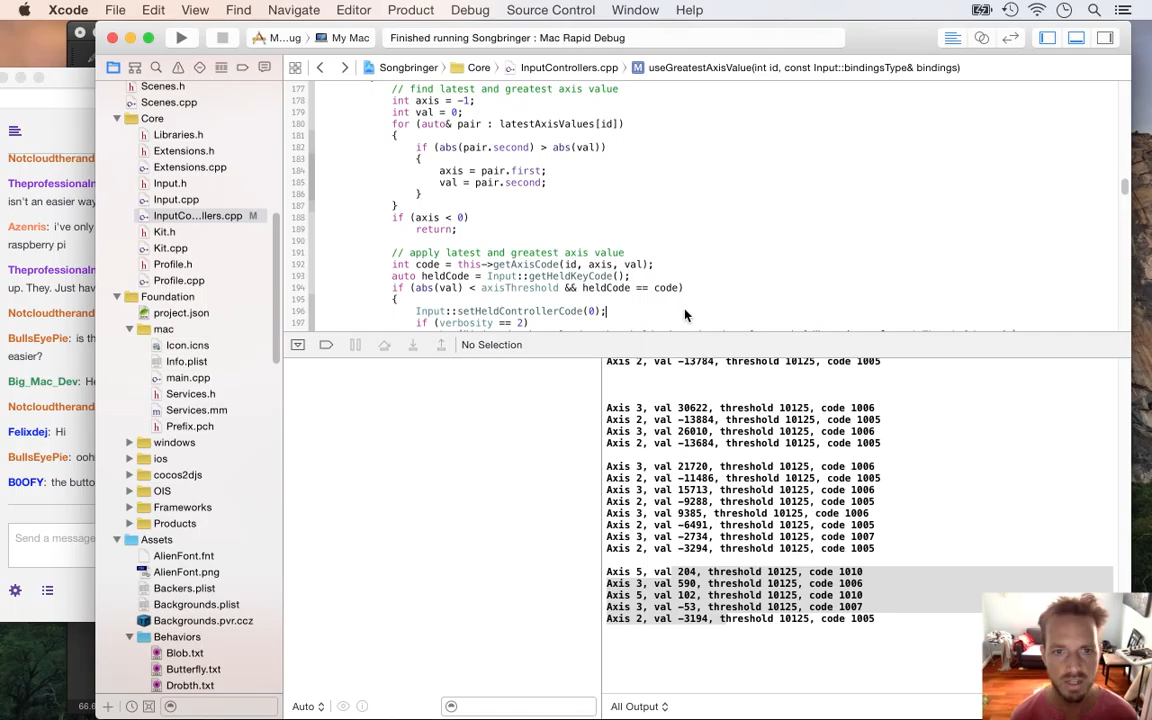 Xcode File Edit View Find Navigate Editor Product Debug Source Control Window Help
M...ug My Mac Finished running Songbringer : Mac Rapid Debug
Songbringer Core InputControllers.cpp M useGreatestAxisValue(int id, const Input::bindingsType& bindings)
Notcloudtherand
Theprofessionaln
isn't an easier way
Azenris: i've only
raspberry pi
Theprofessionaln
up. They. Just hav
Notcloudtherand
BullsEyePie: is th
easier?
Big_Mac_Dev: He
Notcloudtherand
Felixdej: Hi
BullsEyePie: ooh
B0OFY: the butto
Send a message
66.6
Scenes.h
Scenes.cpp
Core
Libraries.h
Extensions.h
Extensions.cpp
Input.h
Input.cpp
InputCo...llers.cpp M
Kit.h
Kit.cpp
Profile.h
Profile.cpp
Foundation
project.json
mac
Icon.icns
Info.plist
main.cpp
Services.h
Services.mm
Prefix.pch
windows
ios
cocos2djs
OIS
Frameworks
Products
Assets
AlienFont.fnt
AlienFont.png
Backers.plist
Backgrounds.plist
Backgrounds.pvr.ccz
Behaviors
Blob.txt
Butterfly.txt
Drobth.txt
177 // find latest and greatest axis value
178 int axis = -1;
179 int val = 0;
180 for (auto& pair : latestAxisValues[id])
181 {
182 if (abs(pair.second) > abs(val))
183 {
184 axis = pair.first;
185 val = pair.second;
186 }
187 }
188 if (axis < 0)
189 return;
190
191 // apply latest and greatest axis value
192 int code = this->getAxisCode(id, axis, val);
193 auto heldCode = Input::getHeldKeyCode();
194 if (abs(val) < axisThreshold && heldCode == code)
195 {
196 Input::setHeldControllerCode(0);
197 if (verbosity == 2)
No Selection
Axis 2, val -13784, threshold 10125, code 1005
Axis 3, val 30622, threshold 10125, code 1006
Axis 2, val -13884, threshold 10125, code 1005
Axis 3, val 26010, threshold 10125, code 1006
Axis 2, val -13684, threshold 10125, code 1005
Axis 3, val 21720, threshold 10125, code 1006
Axis 2, val -11486, threshold 10125, code 1005
Axis 3, val 15713, threshold 10125, code 1006
Axis 2, val -9288, threshold 10125, code 1005
Axis 3, val 9385, threshold 10125, code 1006
Axis 2, val -6491, threshold 10125, code 1005
Axis 3, val -2734, threshold 10125, code 1007
Axis 2, val -3294, threshold 10125, code 1005
Axis 5, val 204, threshold 10125, code 1010
Axis 3, val 590, threshold 10125, code 1006
Axis 5, val 102, threshold 10125, code 1010
Axis 3, val -53, threshold 10125, code 1007
Axis 2, val -3194, threshold 10125, code 1005
Auto
All Output